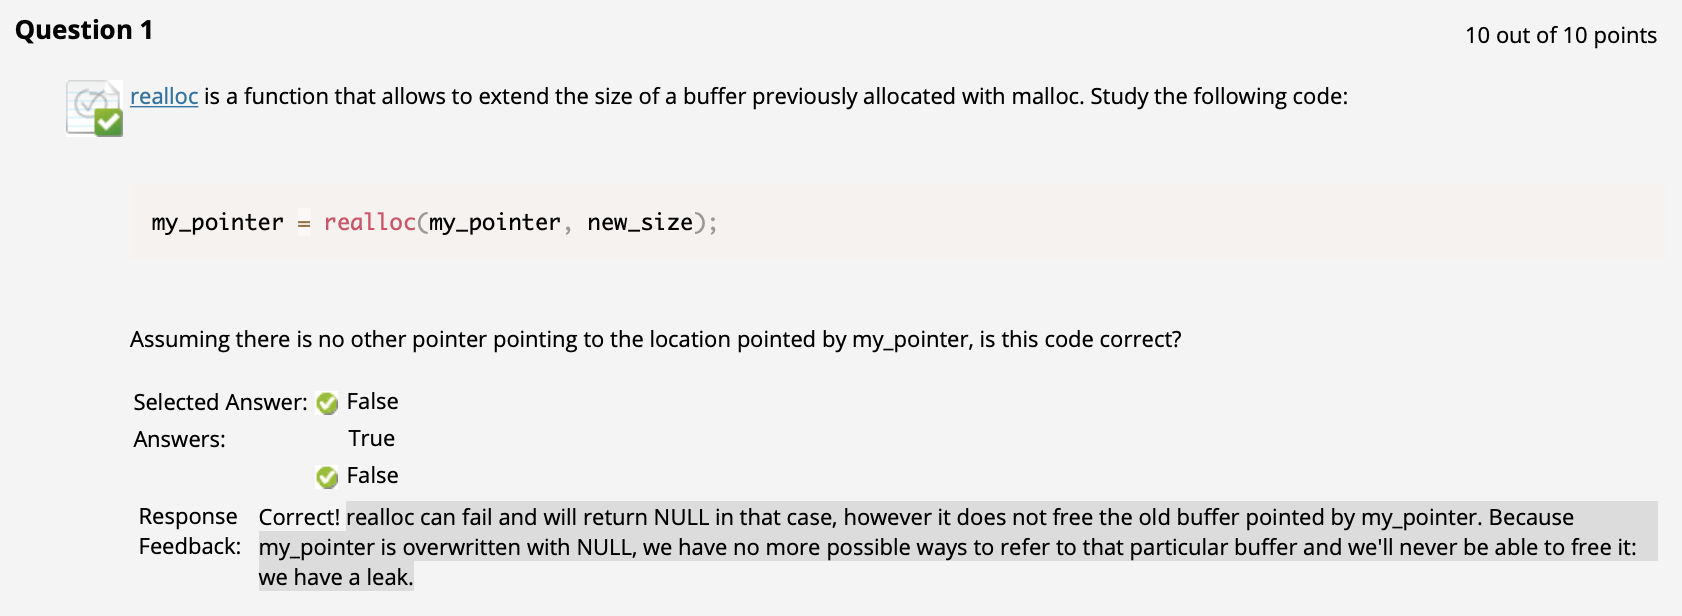 Question 1
10 out of 10 points
realloc is a function that allows to extend the size of a buffer previously allocated with malloc. Study the following code:
my_pointer = realloc(my_pointer, new_size);
Assuming there is no other pointer pointing to the location pointed by my_pointer, is this code correct?
Selected Answer: False
Answers: True
False
Response Feedback:
Correct! realloc can fail and will return NULL in that case, however it does not free the old buffer pointed by my_pointer. Because
my_pointer is overwritten with NULL, we have no more possible ways to refer to that particular buffer and we'll never be able to free it:
we have a leak.